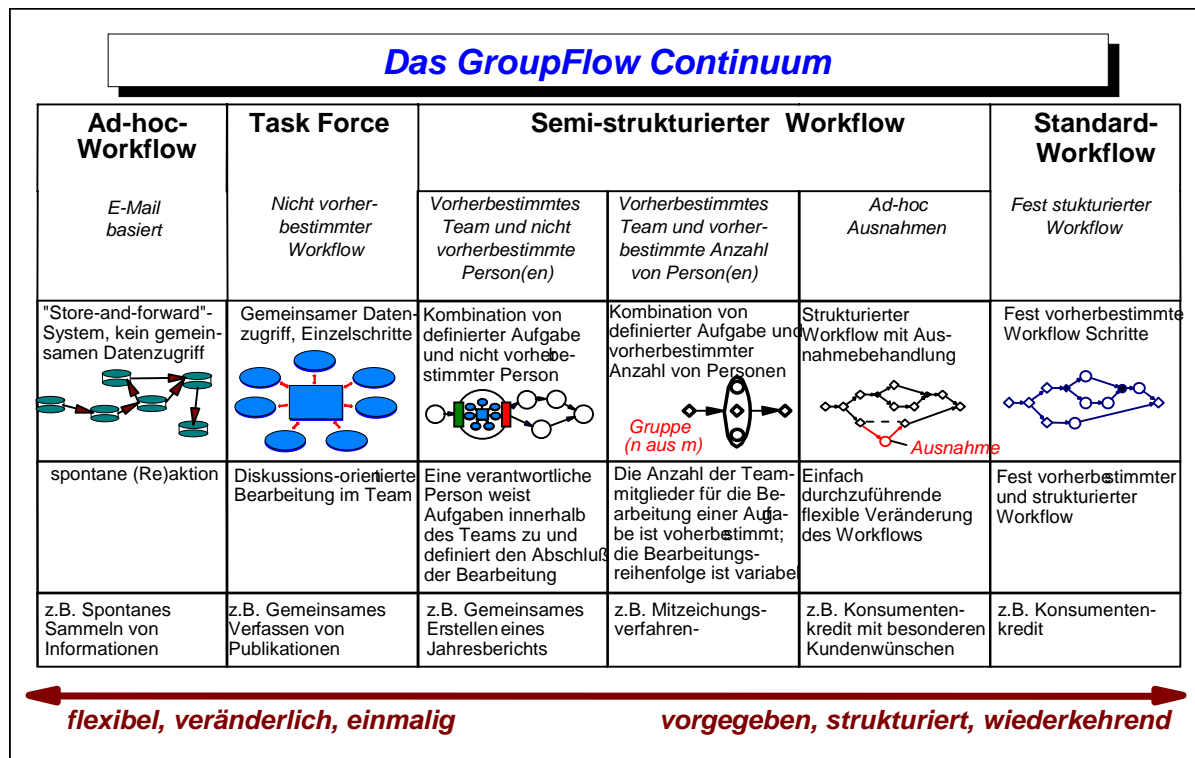 Das GroupFlow Continuum
Ad-hoc-
Workflow
Task Force
Semi-strukturierter Workflow
Standard-
Workflow
E-Mail
basiert
Nicht vorher-
bestimmter
Workflow
Vorherbestimmtes
Team und nicht
vorherbestimmte
Person(en)
Vorherbestimmtes
Team und vorher-
bestimmte Anzahl
von Person(en)
Ad-hoc
Ausnahmen
Fest stukturierter
Workflow
"Store-and-forward"-
System, kein gemein-
samen Datenzugriff
Gemeinsamer Daten-
zugriff, Einzelschritte
Kombination von
definierter Aufgabe
und nicht vorherbe-
stimmter Person
Kombination von
definierter Aufgabe und
vorherbestimmter
Anzahl von Personen
Gruppe
(n aus m)
Strukturierter
Workflow mit Aus-
nahmebehandlung
Ausnahme
Fest vorherbestimmte
Workflow Schritte
spontane (Re)aktion
Diskussions-orientierte
Bearbeitung im Team
Eine verantwortliche
Person weist
Aufgaben innerhalb
des Teams zu und
definiert den Abschluß
der Bearbeitung
Die Anzahl der Team-
mitglieder für die Be-
arbeitung einer Aufga-
be ist voherbestimmt;
die Bearbeitungs-
reihenfolge ist variabel
Einfach
durchzuführende
flexible Veränderung
des Workflows
Fest vorherbestimmter
und strukturierter
Workflow
z.B. Spontanes
Sammeln von
Informationen
z.B. Gemeinsames
Verfassen von
Publikationen
z.B. Gemeinsames
Erstellen eines
Jahresberichts
z.B. Mitzeichungs-
verfahren-
z.B. Konsumenten-
kredit mit besonderen
Kundenwünschen
z.B. Konsumenten-
kredit
flexibel, veränderlich, einmalig
vorgegeben, strukturiert, wiederkehrend